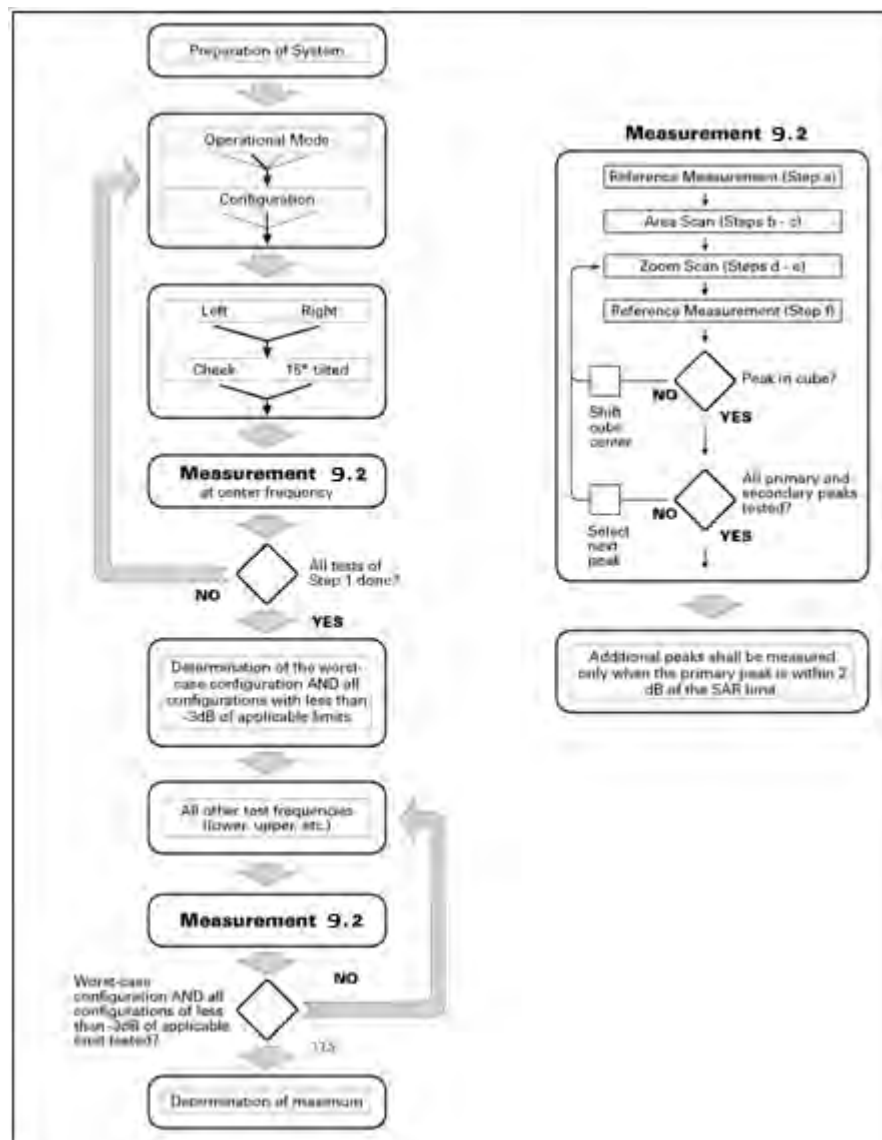 Preparation of System
Operational Mode
Configuration
Left Right
Cheek 15° tilted
Measurement 9.2
at center frequency
All tests of
Step 1 done?
NO
YES
Determination of the worst-
case configuration AND all
configurations with less than
-3dB of applicable limits
All other test frequencies
(lower, upper, etc.)
Measurement 9.2
NO
Worst-case
configuration AND all
configurations of less
than -3dB of applicable
limit tested?
YES
Determination of maximum
Measurement 9.2
Reference Measurement (Step a)
Area Scan (Steps b - c)
Zoom Scan (Steps d - e)
Reference Measurement (Step f)
Peak in cube?
NO
Shift
cube
center
YES
All primary and
secondary peaks
tested?
NO
Select
next
peak
YES
Additional peaks shall be measured
only when the primary peak is within 2
dB of the SAR limit